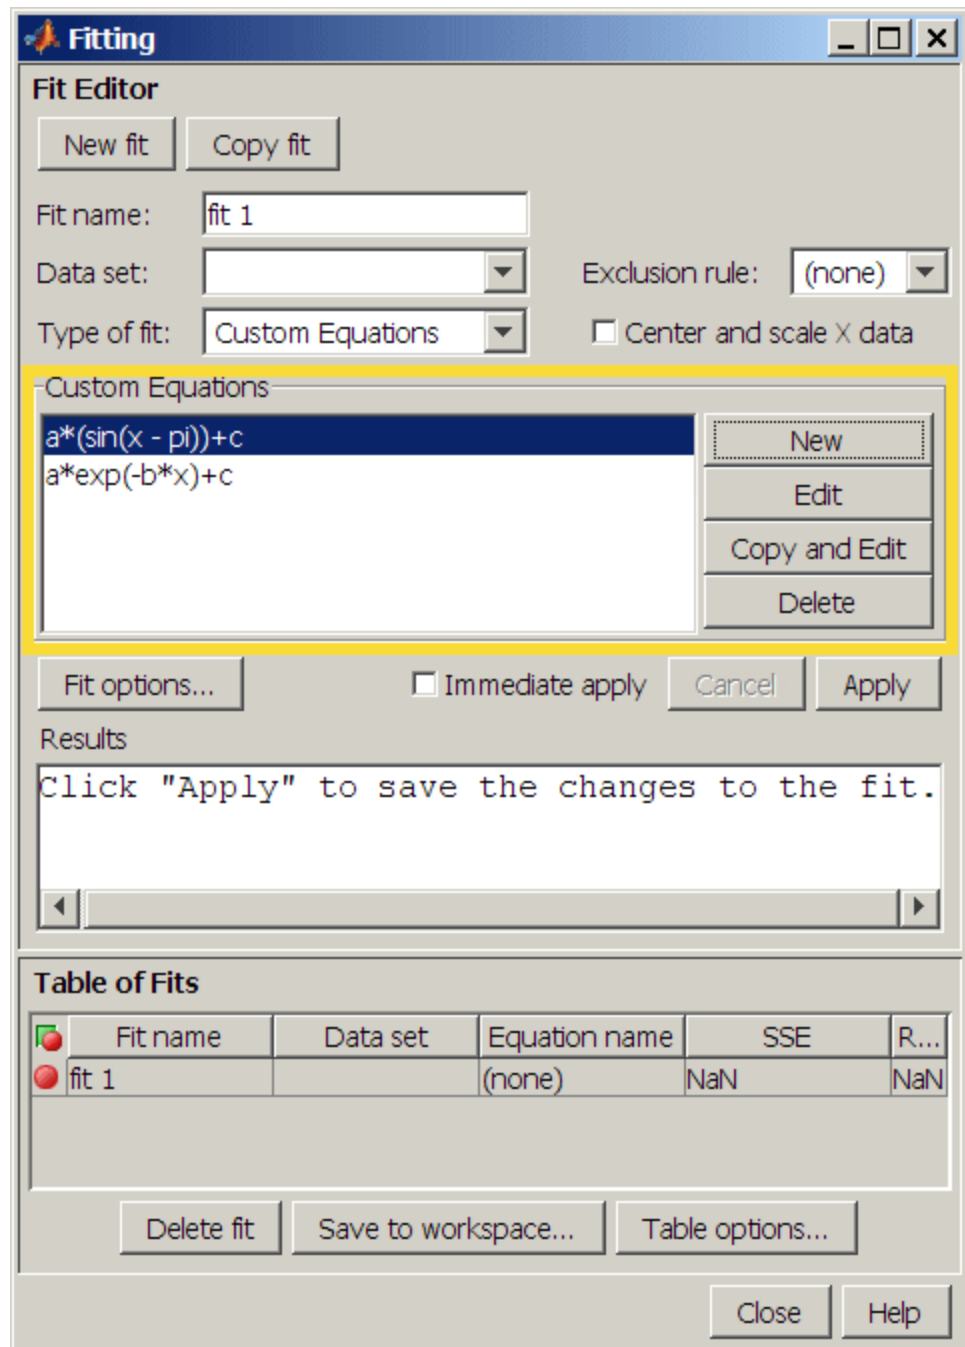 Fitting
Fit Editor
New fit Copy fit
Fit name: fit 1
Data set: Exclusion rule: (none)
Type of fit: Custom Equations Center and scale X data
Custom Equations
a*(sin(x - pi))+c New
a*exp(-b*x)+c
Edit
Copy and Edit
Delete
Fit options... Immediate apply Cancel Apply
Results
Click "Apply" to save the changes to the fit.
Table of Fits
Fit name Data set Equation name SSE R...
fit 1 (none) NaN NaN
Delete fit Save to workspace... Table options...
Close Help